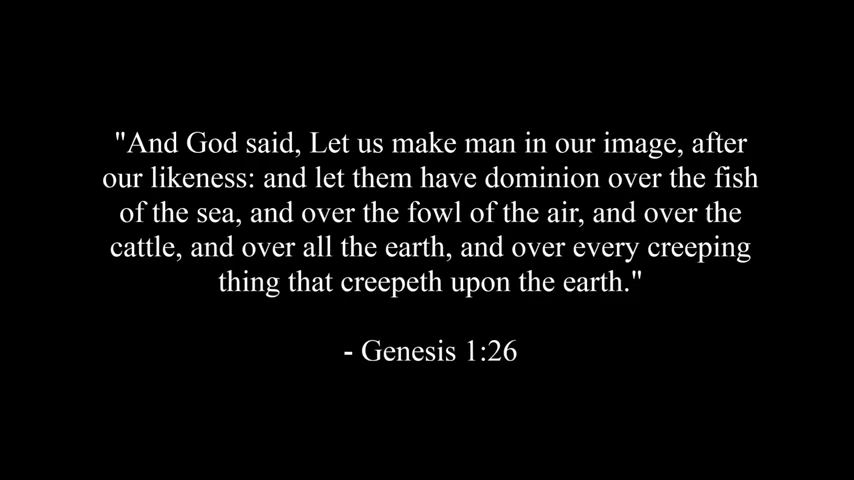 "And God said, Let us make man in our image, after
our likeness: and let them have dominion over the fish
of the sea, and over the fowl of the air, and over the
cattle, and over all the earth, and over every creeping
thing that creepeth upon the earth."
- Genesis 1:26